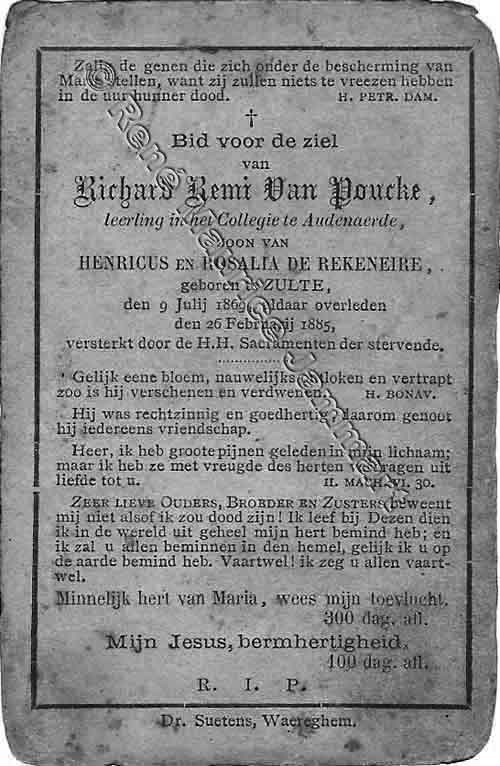 Zalig de genen die zich onder de bescherming van
Maria stellen, want zij zullen niets te vreezen hebben
in de uur hunner dood. H. PETR. DAM.
†
Bid voor de ziel
van
Richard Remi Van Poucke,
leerling in het Collegie te Audenaerde,
ZOON VAN
HENRICUS EN ROSALIA DE REKENEIRE,
geboren te ZULTE,
den 9 Julij 1869, aldaar overleden
den 26 Februarij 1885,
versterkt door de H.H. Sacramenten der stervende.
Gelijk eene bloem, nauwelijks ontloken en vertrapt
zoo is hij verschenen en verdwenen. H. BONAV.
Hij was rechtzinnig en goedhertig, daarom genoot
hij iedereens vriendschap.
Heer, ik heb groote pijnen geleden in mijn lichaam;
maar ik heb ze met vreugde des herten verdragen uit
liefde tot u. II. MACH. VI. 30.
ZEER LIEVE OUDERS, BROEDER EN ZUSTERS, beweent
mij niet alsof ik zou dood zijn! Ik leef bij Dezen dien
ik in de wereld uit geheel mijn hert bemind heb; en
ik zal u allen beminnen in den hemel, gelijk ik u op
de aarde bemind heb. Vaartwel! ik zeg u allen vaart-
wel.
Minnelijk hert van Maria, wees mijn toevlucht.
300 dag. afl.
Mijn Jesus, bermhertigheid,
100 dag. afl.
R. I. P.
Dr. Suetens, Waereghem.